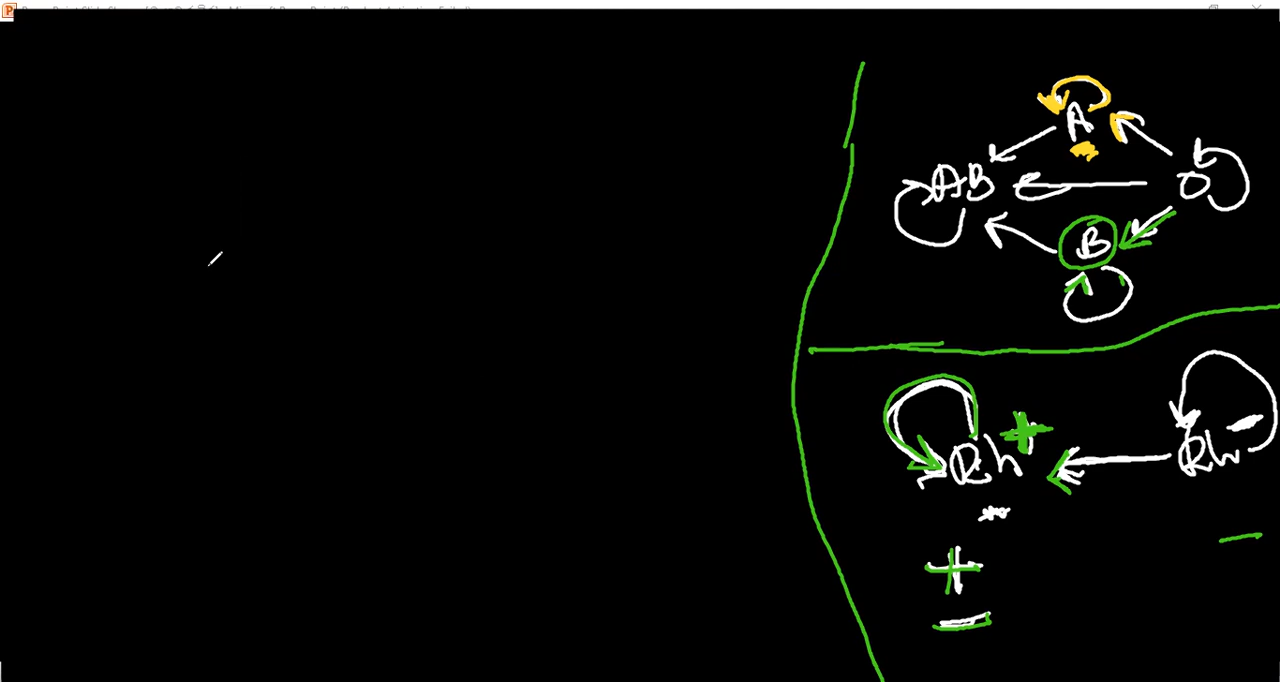 A
AB O
B
Rh+ Rh-
+ -
-